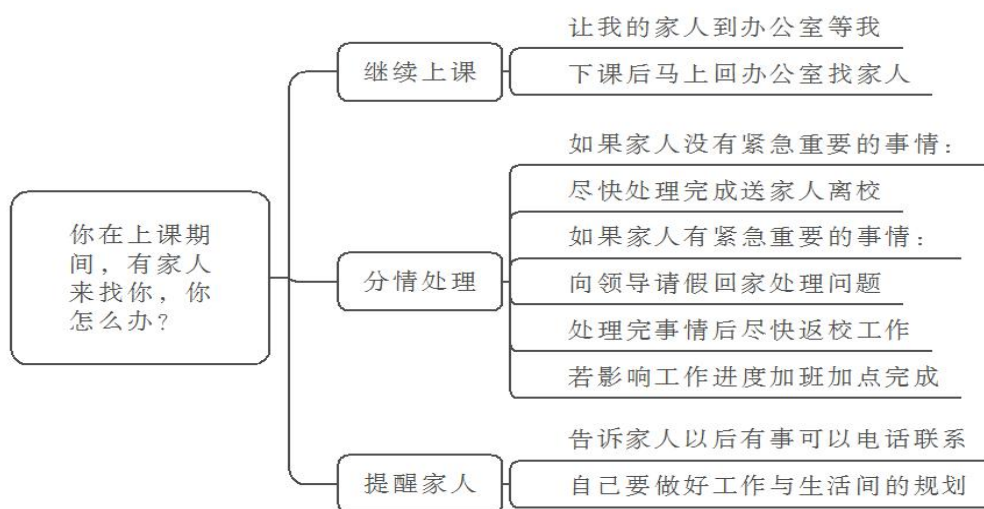 你在上课期
间，有家人
来找你，你
怎么办？
继续上课
让我的家人到办公室等我
下课后马上回办公室找家人
分情处理
如果家人没有紧急重要的事情：
尽快处理完成送家人离校
如果家人有紧急重要的事情：
向领导请假回家处理问题
处理完事情后尽快返校工作
若影响工作进度加班加点完成
提醒家人
告诉家人以后有事可以电话联系
自己要做好工作与生活间的规划